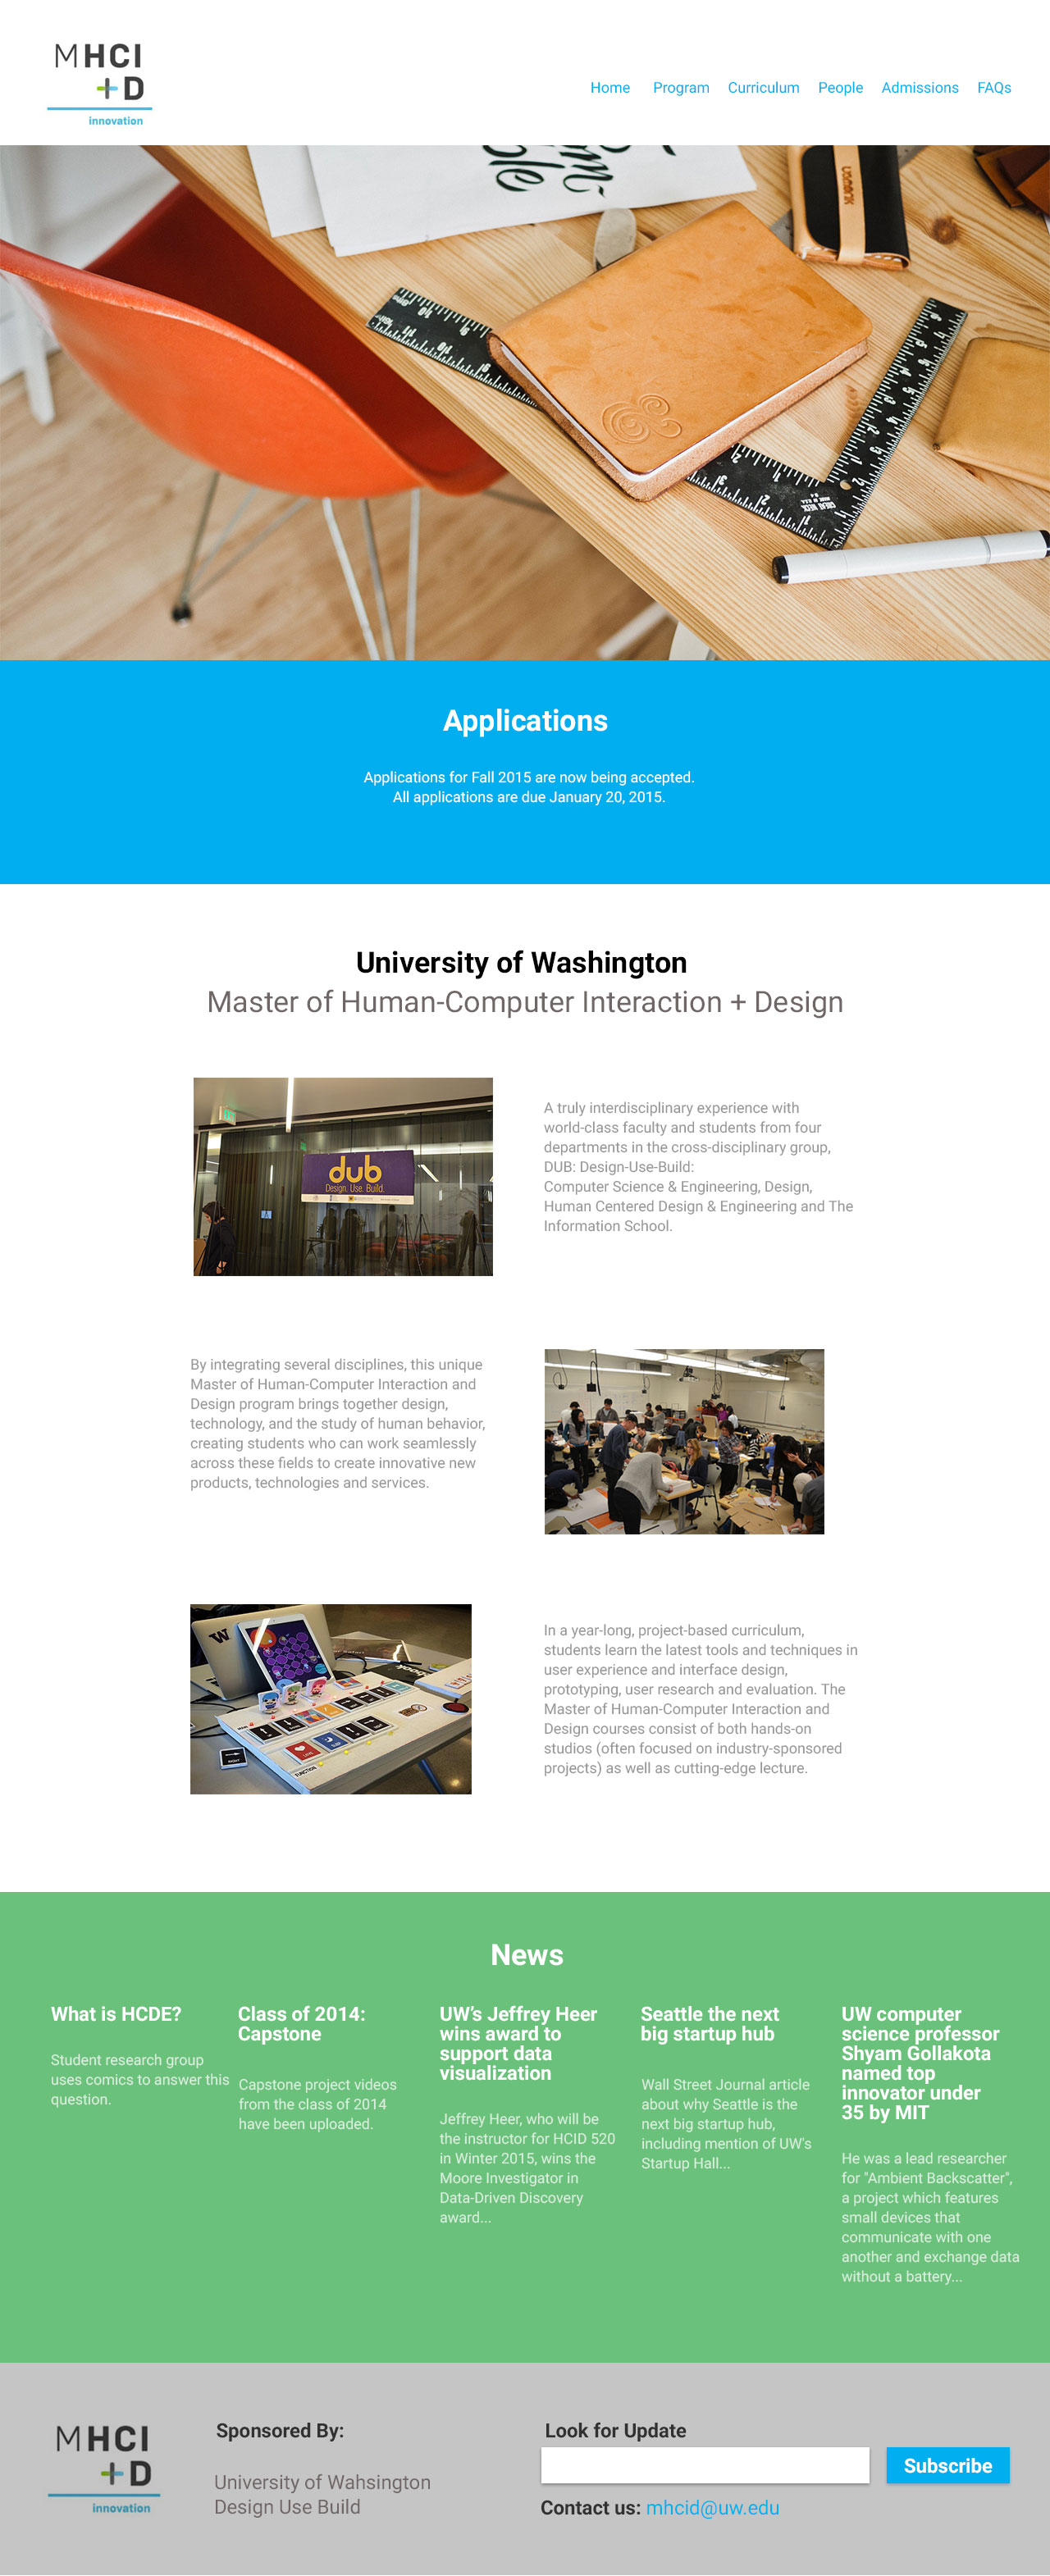 MHCI
+D
innovation
Home Program Curriculum People Admissions FAQs
Applications
Applications for Fall 2015 are now being accepted.
All applications are due January 20, 2015.
University of Washington
Master of Human-Computer Interaction + Design
dub
Design. Use. Build.
A truly interdisciplinary experience with
world-class faculty and students from four
departments in the cross-disciplinary group,
DUB: Design-Use-Build:
Computer Science & Engineering, Design,
Human Centered Design & Engineering and The
Information School.
By integrating several disciplines, this unique
Master of Human-Computer Interaction and
Design program brings together design,
technology, and the study of human behavior,
creating students who can work seamlessly
across these fields to create innovative new
products, technologies and services.
W
In a year-long, project-based curriculum,
students learn the latest tools and techniques in
user experience and interface design,
prototyping, user research and evaluation. The
Master of Human-Computer Interaction and
Design courses consist of both hands-on
studios (often focused on industry-sponsored
projects) as well as cutting-edge lecture.
News
What is HCDE?
Student research group
uses comics to answer this
question.
Class of 2014:
Capstone
Capstone project videos
from the class of 2014
have been uploaded.
UW's Jeffrey Heer
wins award to
support data
visualization
Jeffrey Heer, who will be
the instructor for HCID 520
in Winter 2015, wins the
Moore Investigator in
Data-Driven Discovery
award...
Seattle the next
big startup hub
Wall Street Journal article
about why Seattle is the
next big startup hub,
including mention of UW's
Startup Hall...
UW computer
science professor
Shyam Gollakota
named top
innovator under
35 by MIT
He was a lead researcher
for "Ambient Backscatter",
a project which features
small devices that
communicate with one
another and exchange data
without a battery...
MHCI
+D
innovation
Sponsored By:
University of Wahsington
Design Use Build
Look for Update
Subscribe
Contact us: mhcid@uw.edu